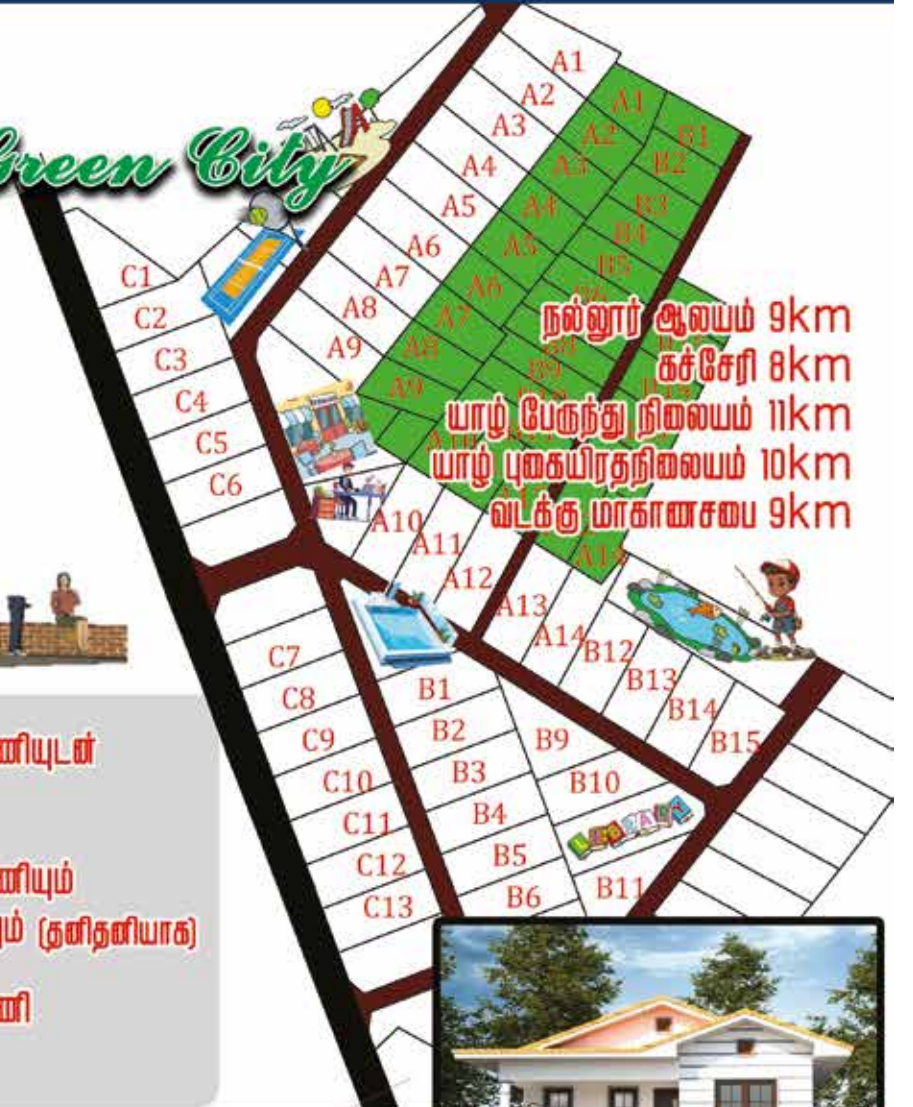 Green City
A1
A2
A3
A4
A5
A6
A7
A8
A9
A1
A2
A3
A4
A5
A6
A7
A8
A9
B1
B2
B3
B4
B5
C1
C2
C3
C4
C5
C6
நல்லூர் ஆலயம் 9km
கச்சேரி 8km
யாழ் பேருந்து நிலையம் 11km
யாழ் புகையிரதநிலையம் 10km
வடக்கு மாகாணசபை 9km
A10
A11
A12
A13
A14
A14
B12
B13
B14
B15
C7
C8
C9
C10
C11
C12
C13
B1
B2
B3
B4
B5
B6
B9
B10
LIBRARY
B11
ணியுடன்
ணியும்
ும் (தனிதனியாக)
ணி